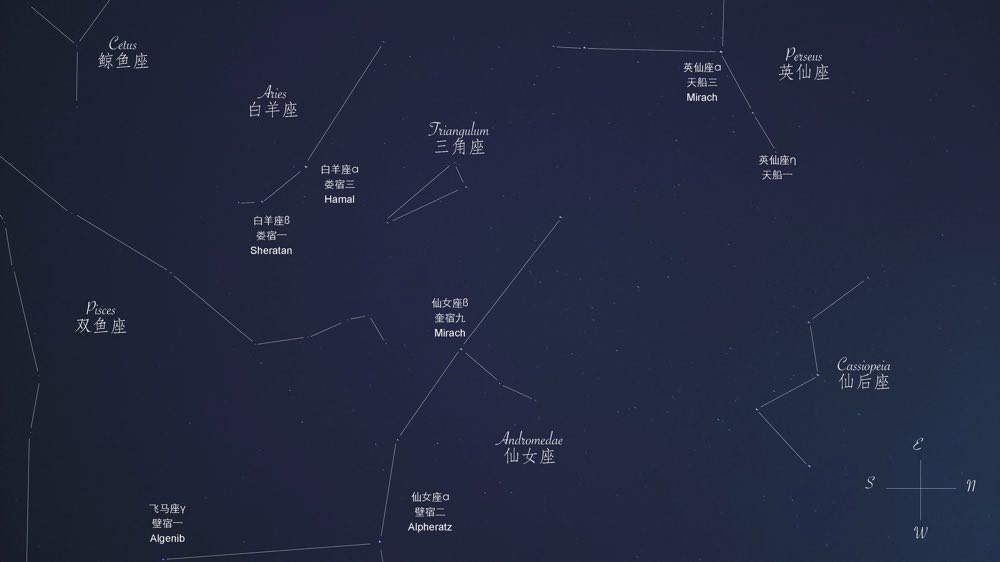 Cetus
鲸鱼座
Perseus
英仙座
英仙座α
天船三
Mirach
Aries
白羊座
Triangulum
三角座
英仙座η
天船一
白羊座α
娄宿三
Hamal
白羊座β
娄宿一
Sheratan
Pisces
双鱼座
仙女座β
奎宿九
Mirach
Cassiopeia
仙后座
Andromedae
仙女座
E
S
N
W
仙女座α
壁宿二
Alpheratz
飞马座γ
壁宿一
Algenib